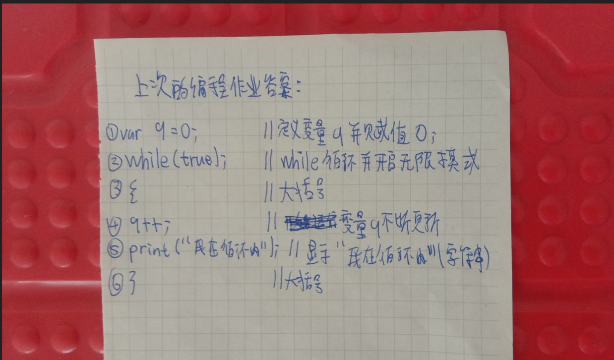 上次的编程作业答案:
①var q=0; //定义变量q并赋值0;
②while(true); //while循环并开启无限模式
③{ //大括号
④q++; //变量q不断更新
⑤print("我在循环内"); //显示"我在循环内"(字符串)
⑥} //大括号